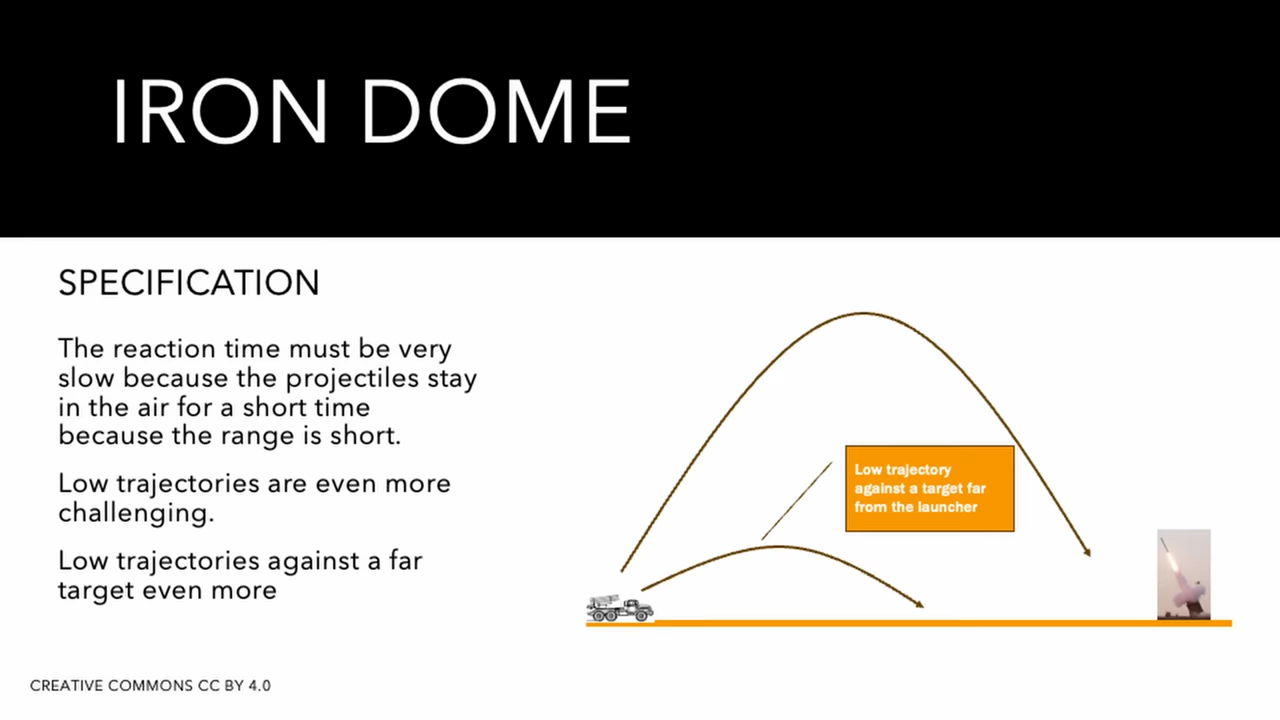 IRON DOME
SPECIFICATION
The reaction time must be very
slow because the projectiles stay
in the air for a short time
because the range is short.
Low trajectories are even more
challenging.
Low trajectories against a far
target even more
Low trajectory
against a target far
from the launcher
CREATIVE COMMONS CC BY 4.0